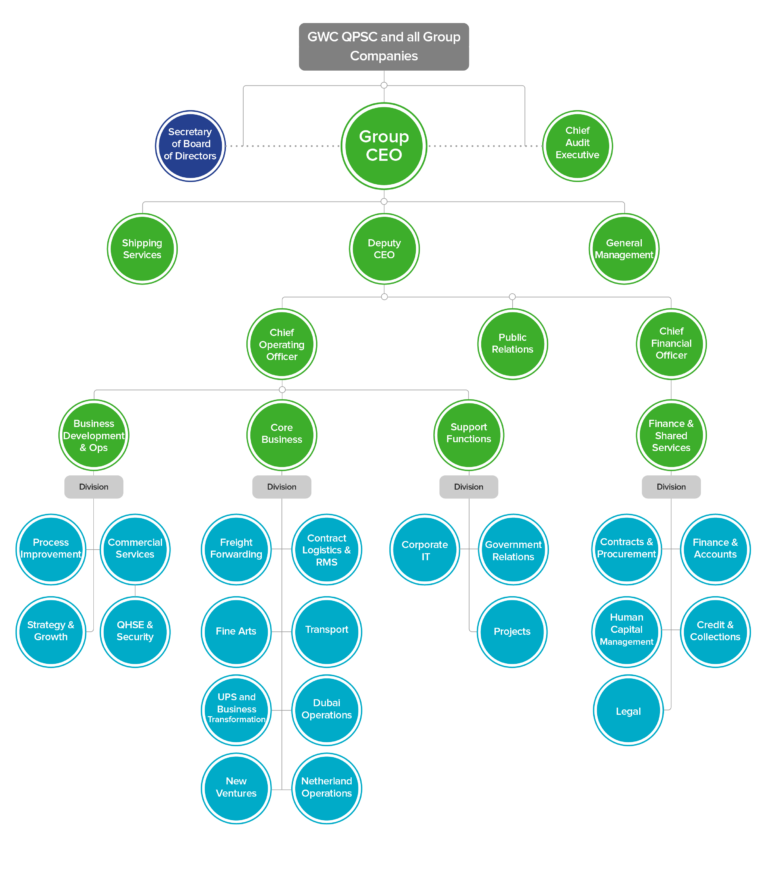 GWC QPSC and all Group
Companies
Secretary
of Board
of Directors
Group
CEO
Chief
Audit
Executive
Shipping
Services
Deputy
CEO
General
Management
Chief
Operating
Officer
Public
Relations
Chief
Financial
Officer
Business
Development
& Ops
Core
Business
Support
Functions
Finance &
Shared
Services
Division
Division
Division
Division
Process
Improvement
Commercial
Services
Freight
Forwarding
Contract
Logistics &
RMS
Corporate
IT
Government
Relations
Contracts &
Procurement
Finance &
Accounts
Strategy &
Growth
QHSE &
Security
Fine Arts
Transport
Projects
Human
Capital
Management
Credit &
Collections
UPS and
Business
Transformation
Dubai
Operations
Legal
New
Ventures
Netherland
Operations